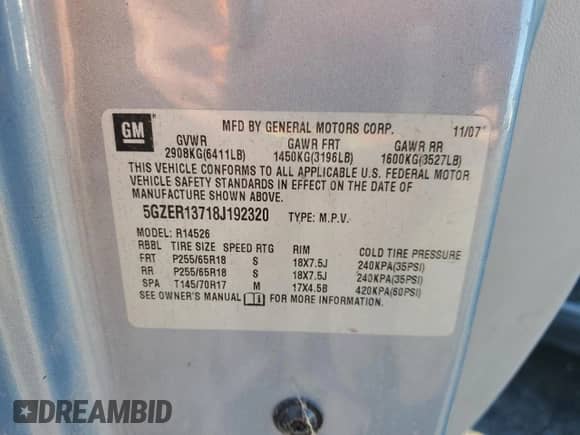 GM
MFD BY GENERAL MOTORS CORP. 11/07
GVWR GAWR FRT GAWR RR
2908KG(6411LB) 1450KG(3196LB) 1600KG(3527LB)
THIS VEHICLE CONFORMS TO ALL APPLICABLE U.S. FEDERAL MOTOR
VEHICLE SAFETY STANDARDS IN EFFECT ON THE DATE OF
MANUFACTURE SHOWN ABOVE.
5GZER13718J192320 TYPE: M.P.V.
MODEL: R14526
RBBL TIRE SIZE SPEED RTG RIM COLD TIRE PRESSURE
FRT P255/65R18 S 18X7.5J 240KPA(35PSI)
RR P255/65R18 S 18X7.5J 240KPA(35PSI)
SPA T145/70R17 M 17X4.5B 420KPA(60PSI)
SEE OWNER'S MANUAL FOR MORE INFORMATION.
DREAMBID